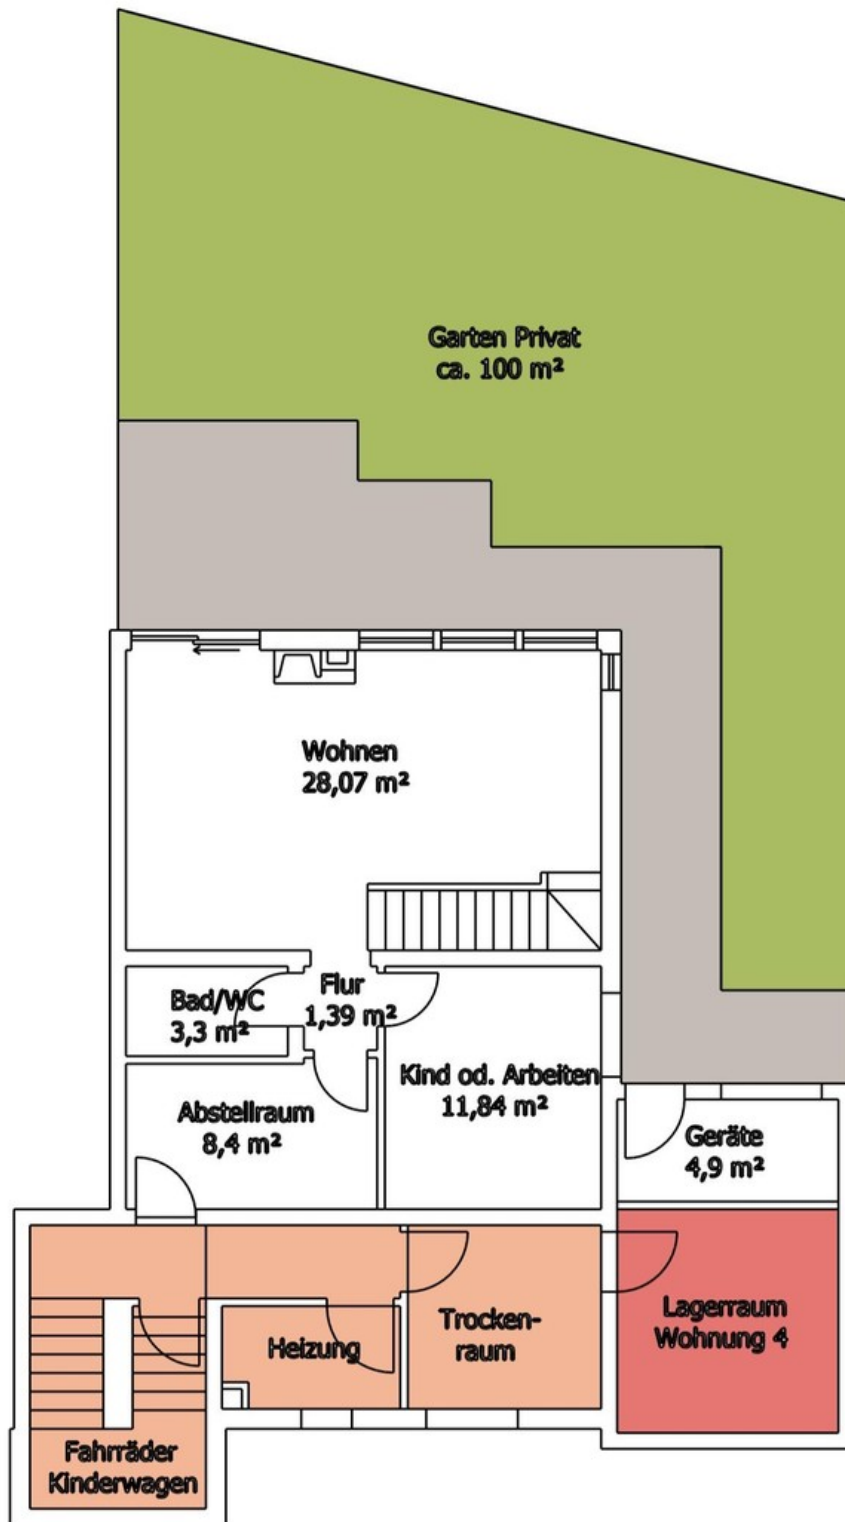 Garten Privat
ca. 100 m²
Wohnen
28,07 m²
Flur
1,39 m²
Bad/WC
3,3 m²
Kind od. Arbeiten
11,84 m²
Abstellraum
8,4 m²
Geräte
4,9 m²
Lagerraum
Wohnung 4
Trocken-
raum
Heizung
Fahrräder
Kinderwagen